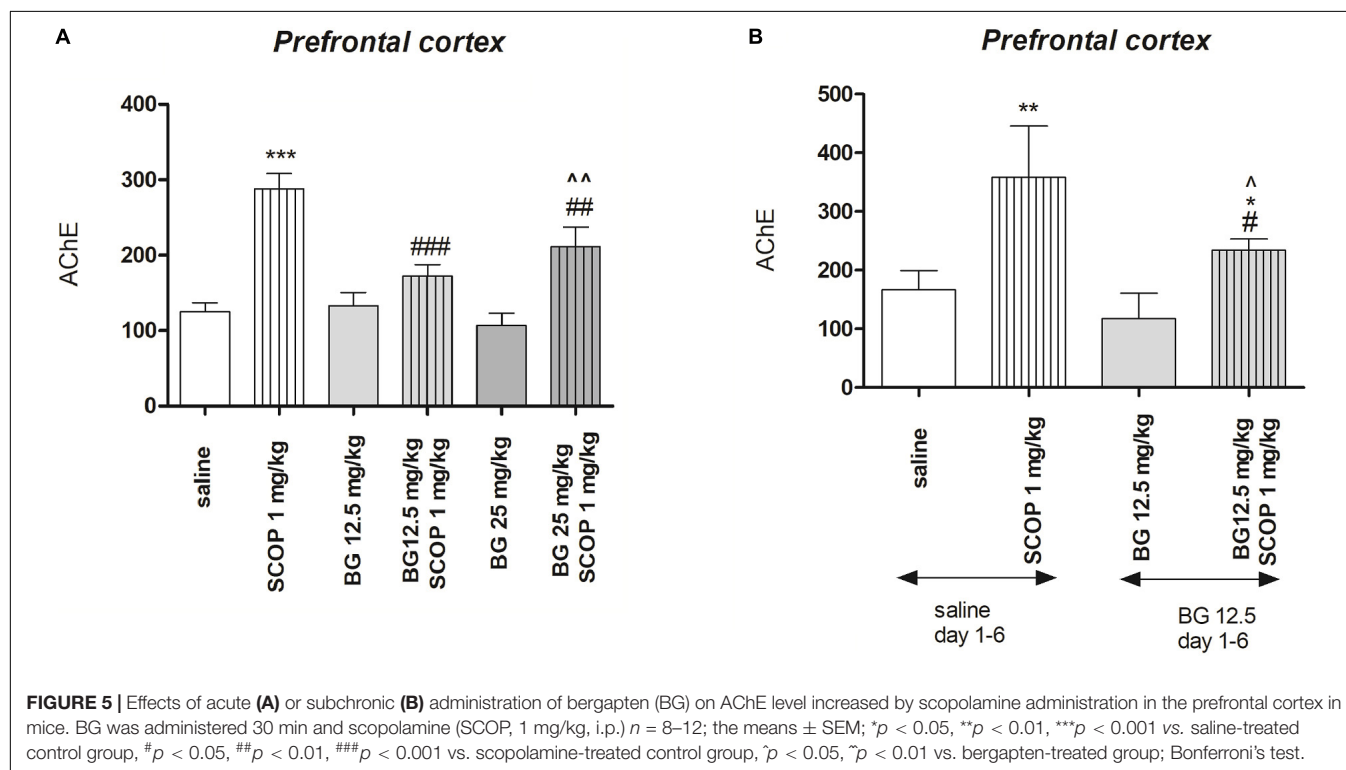 A
Prefrontal cortex
400
300
200
100
0
AChE
***
###
^^
##
saline
SCOP 1 mg/kg
BG 12.5 mg/kg
BG12.5 mg/kg
SCOP 1 mg/kg
BG 25 mg/kg
BG 25 mg/kg
SCOP 1 mg/kg
B
Prefrontal cortex
500
400
300
200
100
0
AChE
**
^
*
#
saline
SCOP 1 mg/kg
BG 12.5 mg/kg
BG12.5 mg/kg
SCOP 1 mg/kg
saline
day 1-6
BG 12.5
day 1-6
FIGURE 5 | Effects of acute (A) or subchronic (B) administration of bergapten (BG) on AChE level increased by scopolamine administration in the prefrontal cortex in
mice. BG was administered 30 min and scopolamine (SCOP, 1 mg/kg, i.p.) n = 8–12; the means ± SEM; *p < 0.05, **p < 0.01, ***p < 0.001 vs. saline-treated
control group, #p < 0.05, ##p < 0.01, ###p < 0.001 vs. scopolamine-treated control group, ^p < 0.05, ^^p < 0.01 vs. bergapten-treated group; Bonferroni's test.